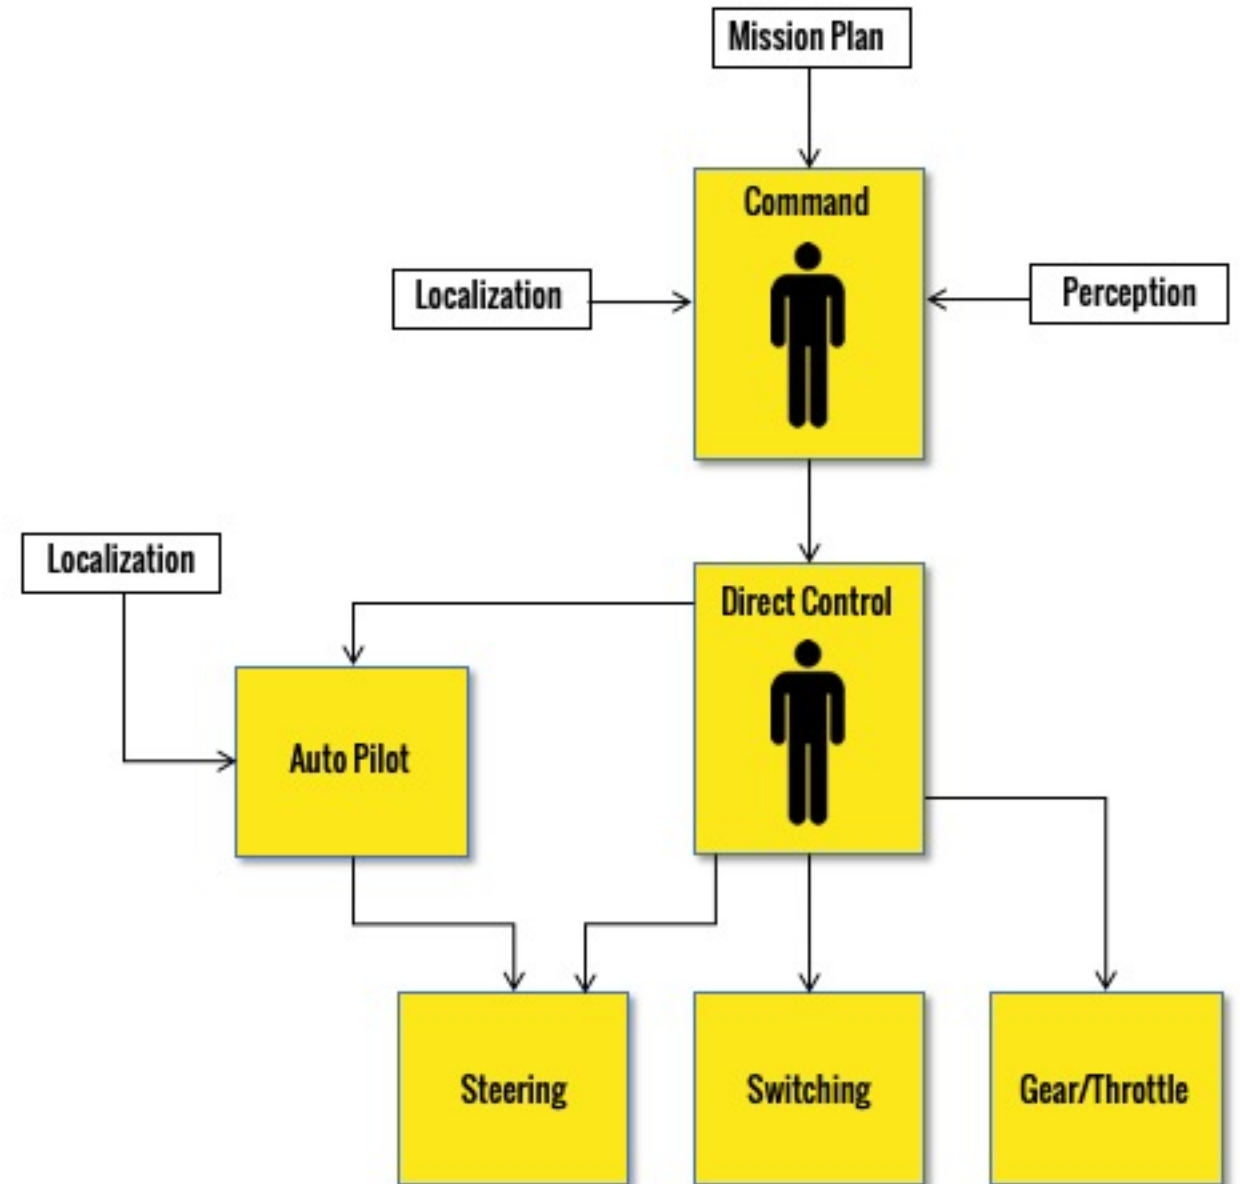 Mission Plan
Command
Localization
Perception
Localization
Direct Control
Auto Pilot
Steering
Switching
Gear/Throttle